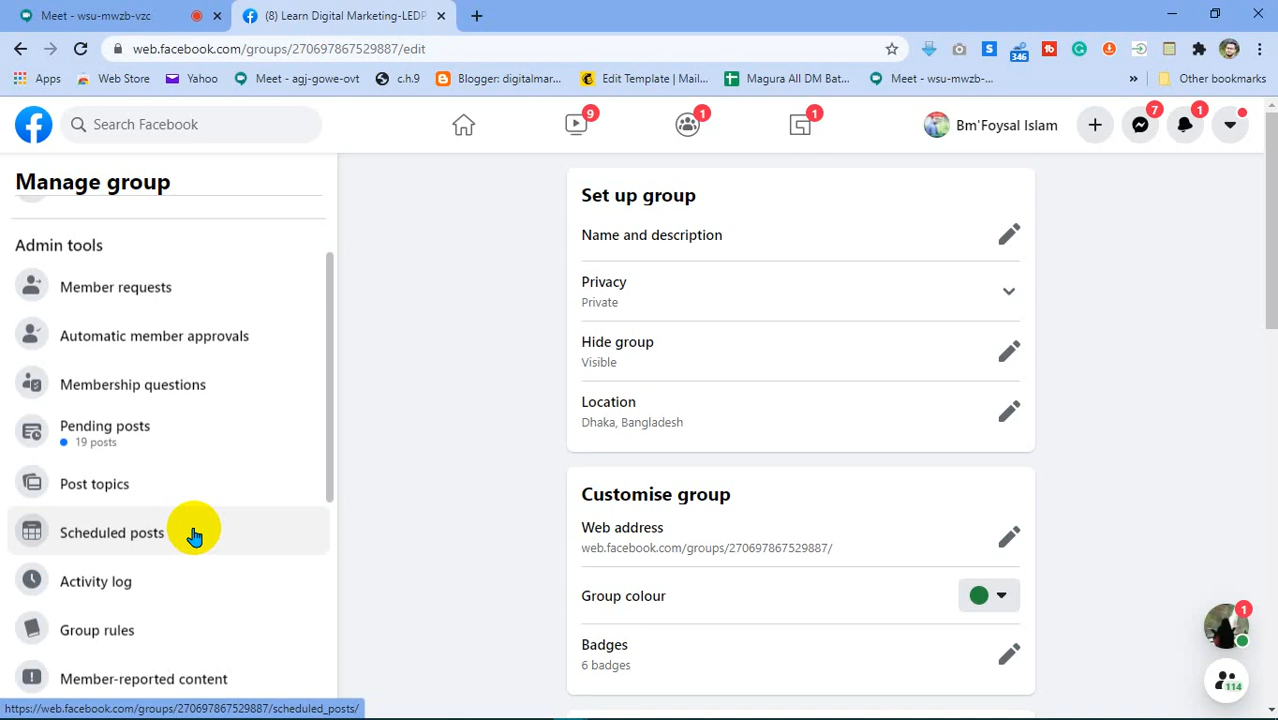 Meet - wsu-mwzb-vzc
(8) Learn Digital Marketing-LEDP
web.facebook.com/groups/270697867529887/edit
346
Apps
Web Store
Yahoo
Meet - agj-gove-ovt
c.h.9
Blogger: digitalmar...
Edit Template | Mail...
Magura All DM Bat...
Meet - wsu-mwzb-...
Other bookmarks
Search Facebook
9
1
1
Bm'Foysal Islam
7
1
Manage group
Admin tools
Member requests
Automatic member approvals
Membership questions
Pending posts
19 posts
Post topics
Scheduled posts
Activity log
Group rules
Member-reported content
https://web.facebook.com/groups/270697867529887/scheduled_posts/
Set up group
Name and description
Privacy
Private
Hide group
Visible
Location
Dhaka, Bangladesh
Customise group
Web address
web.facebook.com/groups/270697867529887/
Group colour
Badges
6 badges
1
114